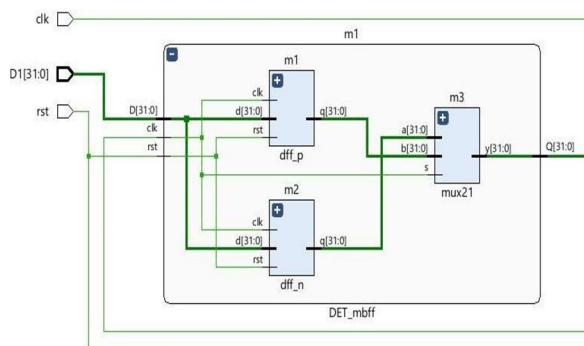 clk
D1[31:0]
rst
m1
D[31:0]
clk
rst
m1
clk
d[31:0]
rst
q[31:0]
dff_p
m2
clk
d[31:0]
rst
q[31:0]
dff_n
m3
a[31:0]
b[31:0]
s
y[31:0]
mux21
Q[31:0]
DET_mbff